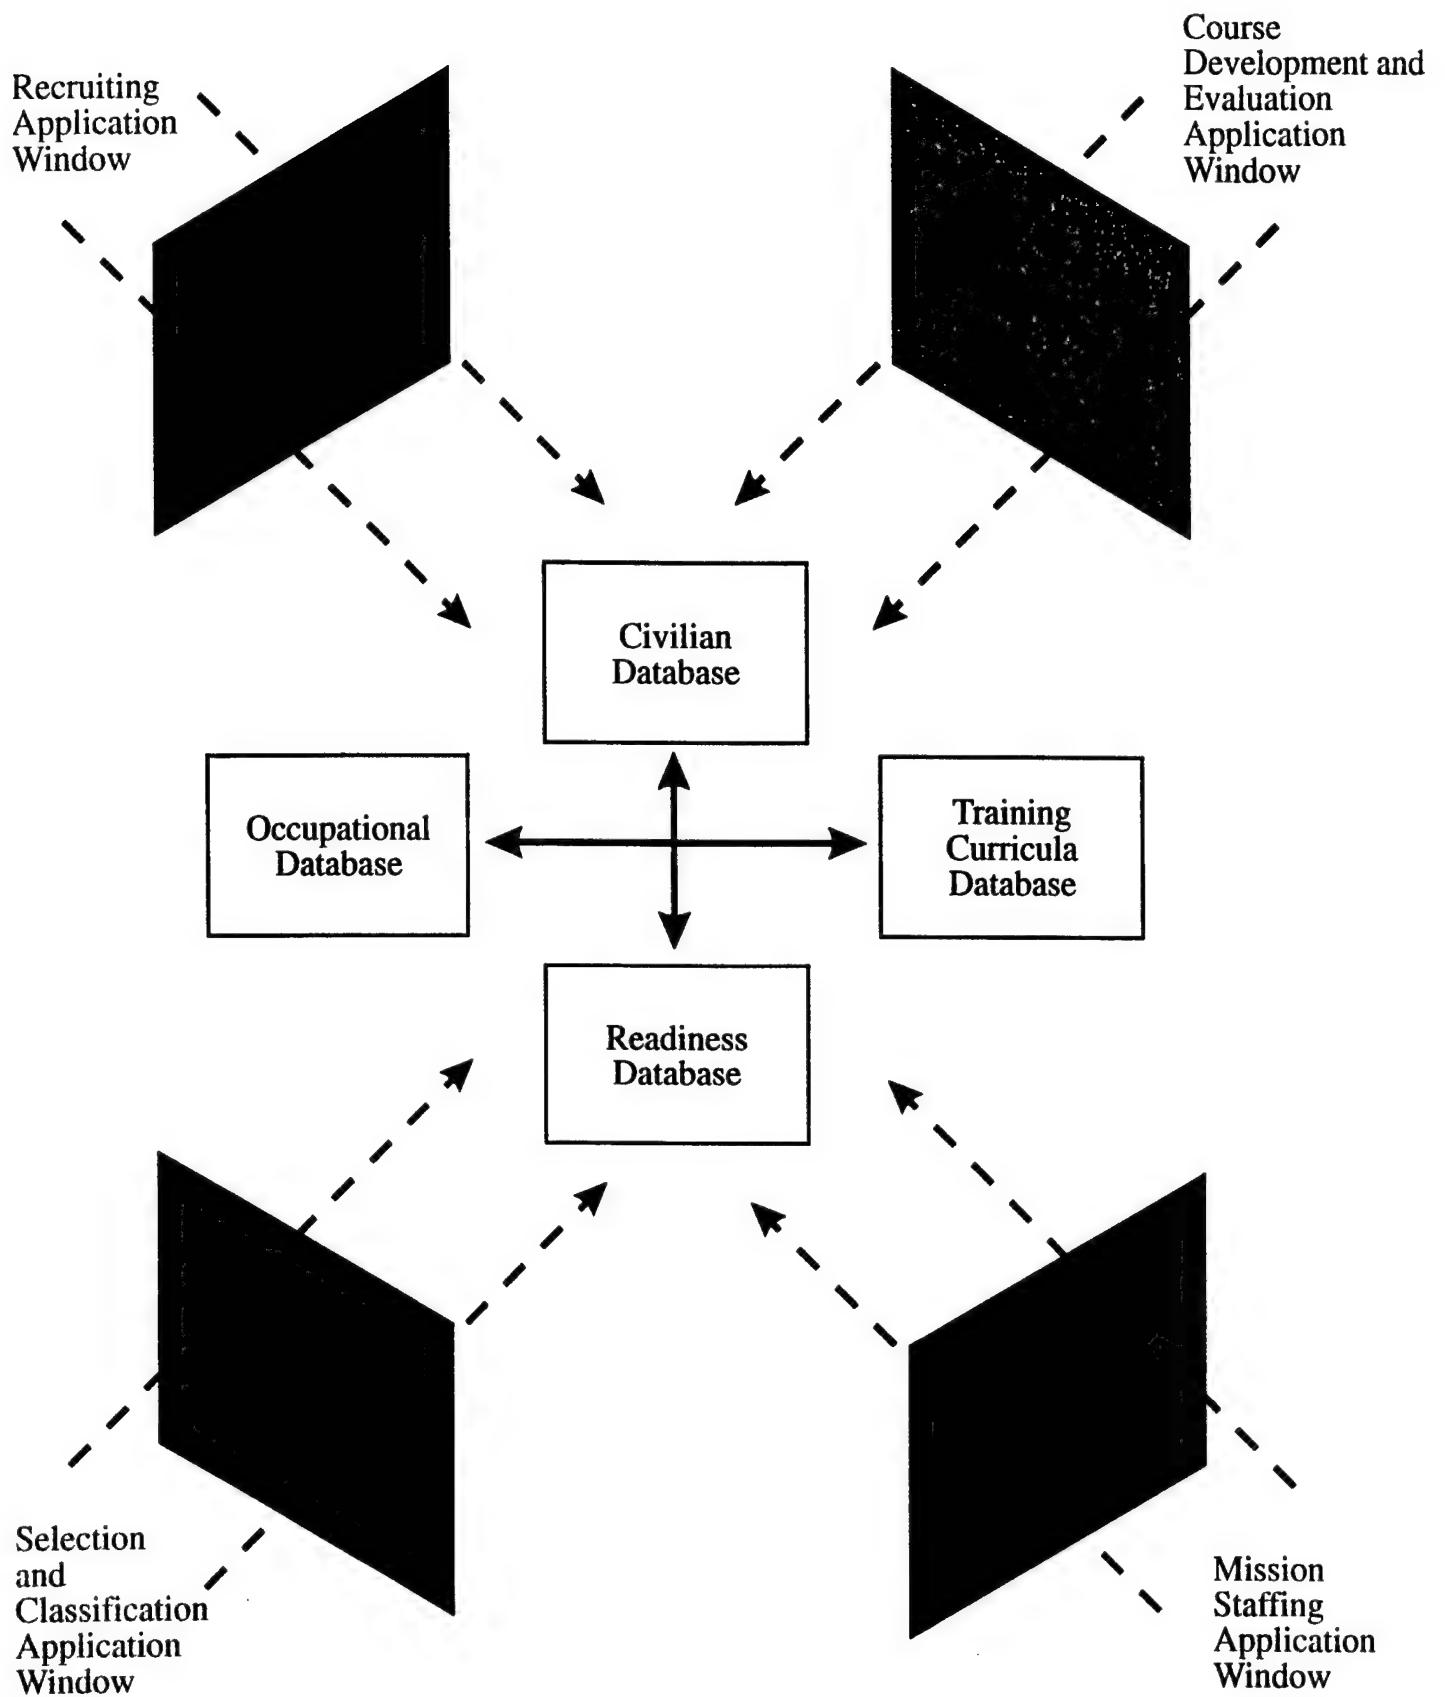 Recruiting
Application
Window
Course
Development and
Evaluation
Application
Window
Civilian
Database
Occupational
Database
Training
Curricula
Database
Readiness
Database
Selection
and
Classification
Application
Window
Mission
Staffing
Application
Window